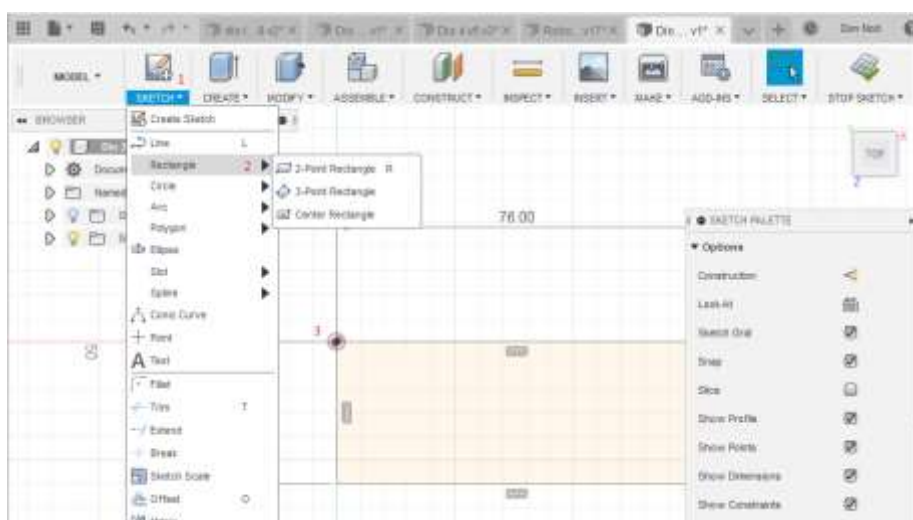 MODEL
1
SKETCH CREATE MODIFY ASSEMBLE CONSTRUCT INSPECT INSERT MAKE ADD-INS SELECT STOP SKETCH
BROWSER
Create Sketch
Line L
Rectangle 2
2-Point Rectangle R
Circle
3-Point Rectangle
Arc
Center Rectangle
Polygon
Ellipse
Slot
Spline
Conic Curve
Point
Text
Fillet
Trim T
Extend
Break
Sketch Scale
Offset O
TOP
76.00
3
50
SKETCH PALETTE
Options
Construction
Look At
Sketch Grid
Snap
Slice
Show Profile
Show Points
Show Dimensions
Show Constraints